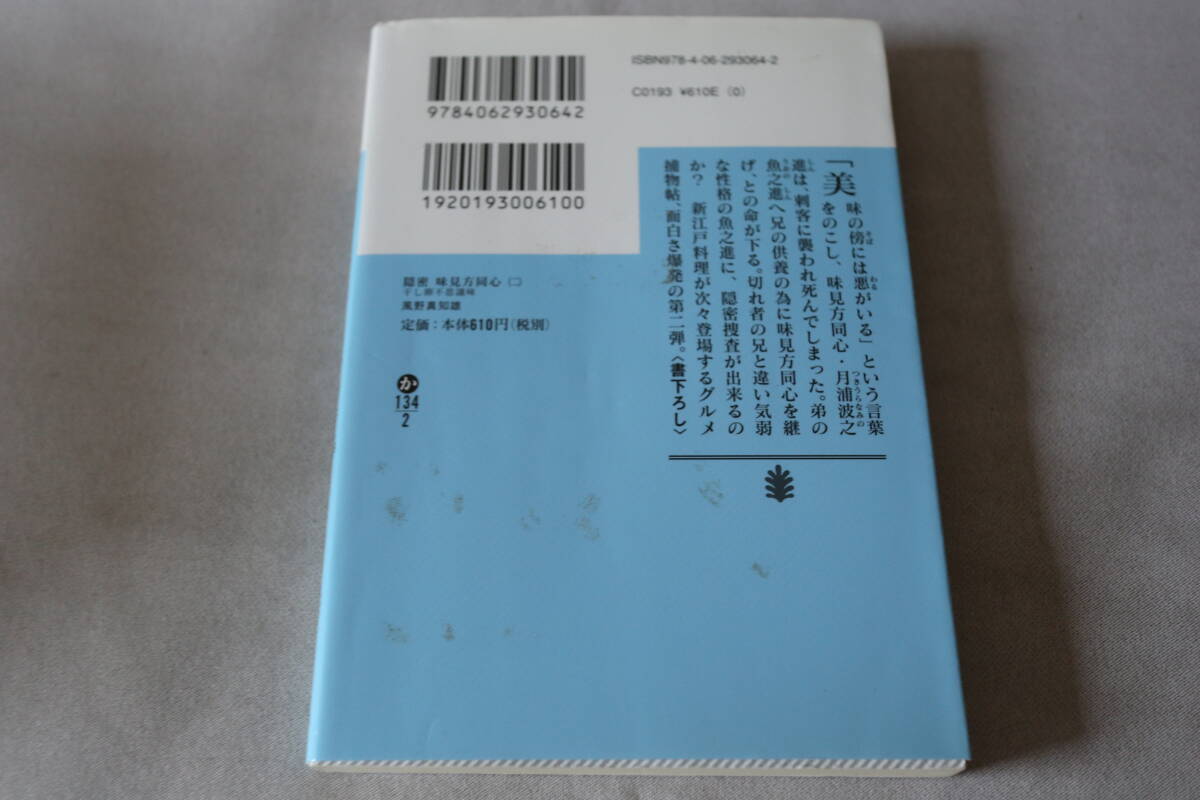 ISBN978-4-06-293064-2
C0193 ¥610E (0)
9784062930642
1920193006100
「美味の傍には悪がいる」という言葉
をのこし、味見方同心・月浦波之
進は、刺客に襲われ死んでしまった。弟の
魚之進へ兄の供養の為に味見方同心を継
げ、との命が下る。切れ者の兄と違い気弱
な性格の魚之進に、隠密捜査が出来るの
か? 新江戸料理が次々登場するグルメ
捕物帖、面白さ爆発の第二弾。〈書下ろし〉
隠密 味見方同心 (二)
干し卵不思議味
風野真知雄
定価:本体610円(税別)
か
134
2